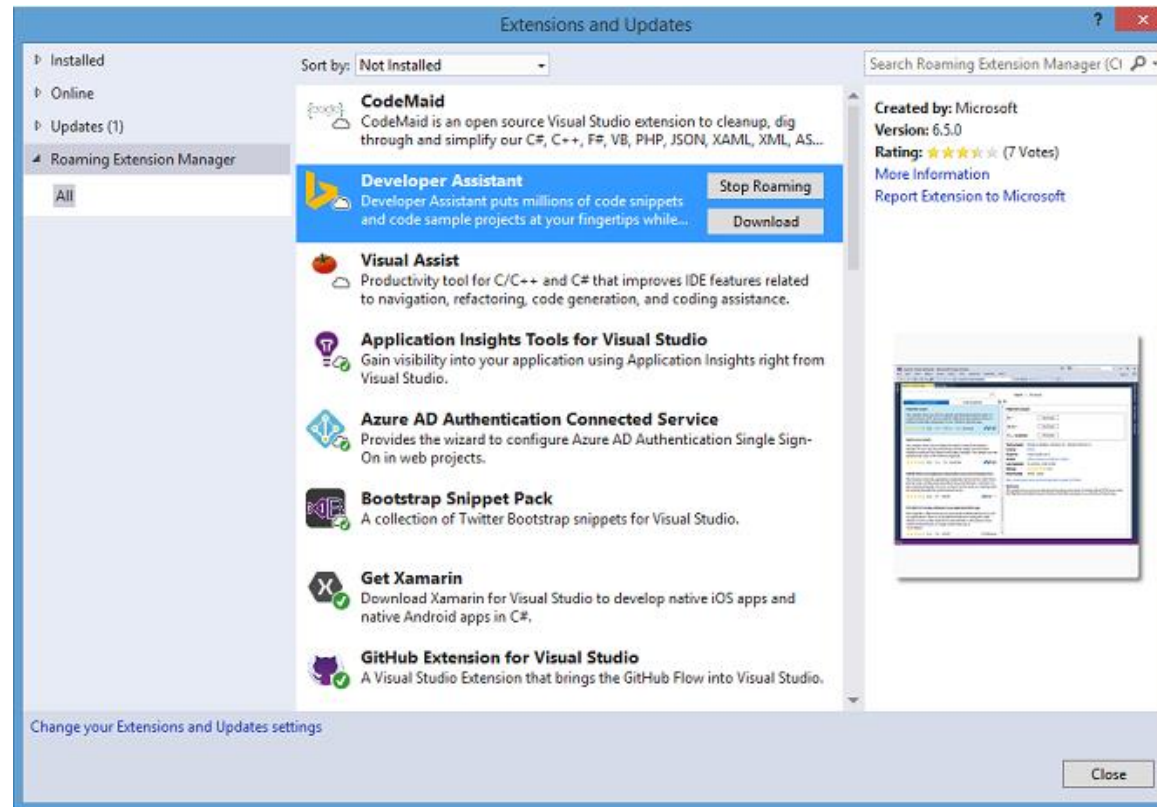 Extensions and Updates
? ×
Installed
Online
Updates (1)
Roaming Extension Manager
All
Sort by: Not Installed
CodeMaid
CodeMaid is an open source Visual Studio extension to cleanup, dig
through and simplify our C#, C++, F#, VB, PHP, JSON, XAML, XML, AS...
Developer Assistant
Developer Assistant puts millions of code snippets
and code sample projects at your fingertips while...
Stop Roaming
Download
Visual Assist
Productivity tool for C/C++ and C# that improves IDE features related
to navigation, refactoring, code generation, and coding assistance.
Application Insights Tools for Visual Studio
Gain visibility into your application using Application Insights right from
Visual Studio.
Azure AD Authentication Connected Service
Provides the wizard to configure Azure AD Authentication Single Sign-
On in web projects.
Bootstrap Snippet Pack
A collection of Twitter Bootstrap snippets for Visual Studio.
Get Xamarin
Download Xamarin for Visual Studio to develop native iOS apps and
native Android apps in C#.
GitHub Extension for Visual Studio
A Visual Studio Extension that brings the GitHub Flow into Visual Studio.
Search Roaming Extension Manager (Ct
Created by: Microsoft
Version: 6.5.0
Rating: (7 Votes)
More Information
Report Extension to Microsoft
Change your Extensions and Updates settings
Close